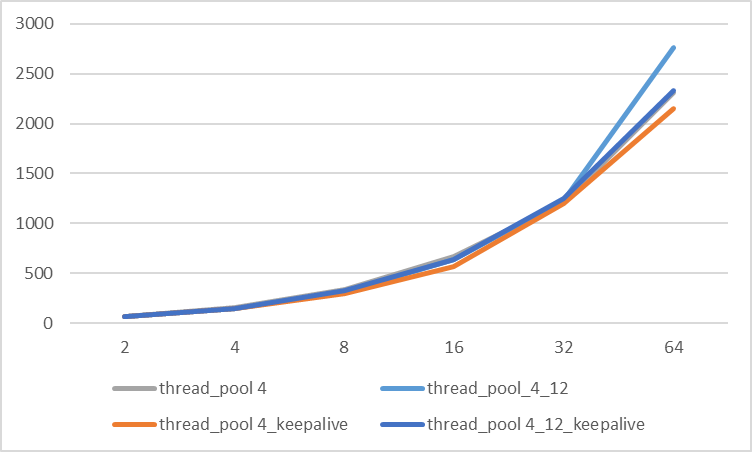 3000
2500
2000
1500
1000
500
0
2 4 8 16 32 64
thread_pool 4 thread_pool_4_12
thread_pool 4_keepalive thread_pool 4_12_keepalive